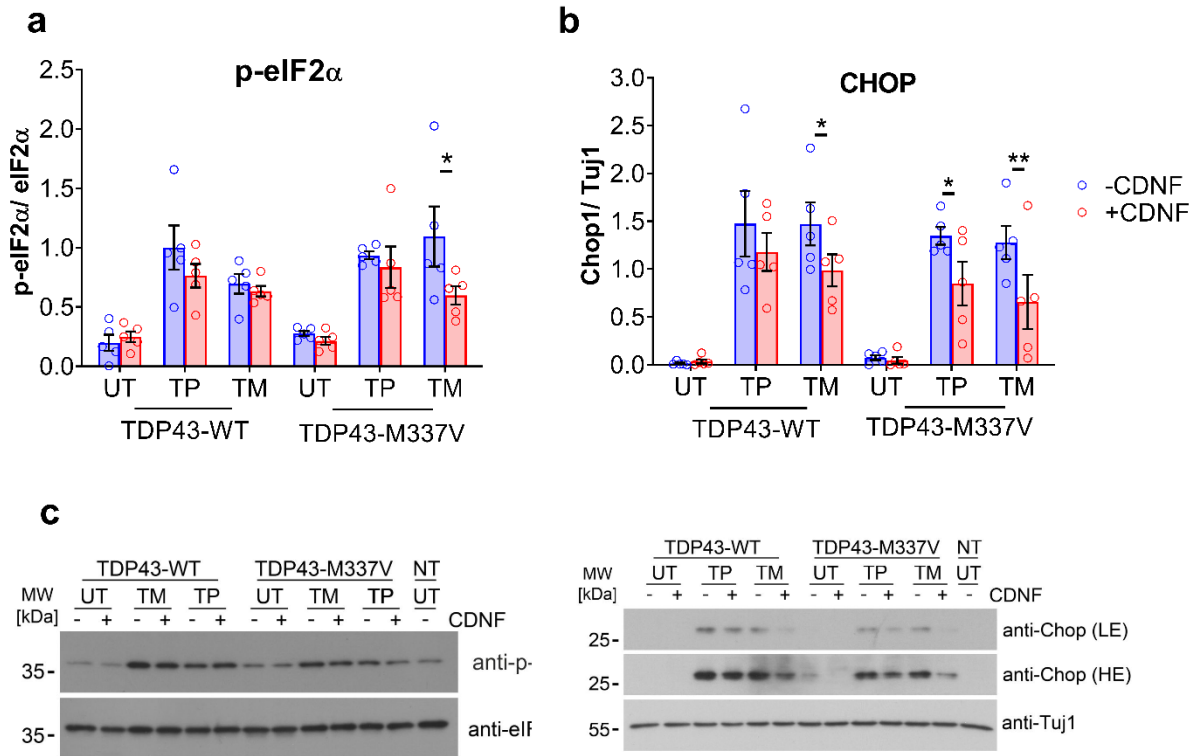 a
p-eIF2α
p-eIF2α/ eIF2α
2.5
2.0
1.5
1.0
0.5
0.0
*
UT TP TM UT TP TM
TDP43-WT TDP43-M337V
b
CHOP
Chop1/ Tuj1
3.0
2.5
2.0
1.5
1.0
0.5
0.0
* * **
UT TP TM UT TP TM
TDP43-WT TDP43-M337V
-CDNF
+CDNF
c
TDP43-WT TDP43-M337V NT
MW [kDa]
UT TM TP UT TM TP UT
- + - + - + - + - + - + - CDNF
35- anti-p-
35- anti-eIF
TDP43-WT TDP43-M337V NT
MW [kDa]
UT TP TM UT TP TM UT
- + - + - + - + - + - + - CDNF
25- anti-Chop (LE)
25- anti-Chop (HE)
55- anti-Tuj1